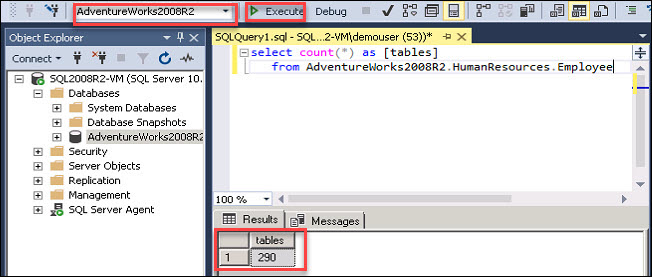 AdventureWorks2008R2
Execute
Debug
Object Explorer
Connect
SQL2008R2-VM (SQL Server 10.
Databases
System Databases
Database Snapshots
AdventureWorks2008R2
Security
Server Objects
Replication
Management
SQL Server Agent
SQLQuery1.sql - SQL...2-VM\demouser (53))*
select count(*) as [tables]
from AdventureWorks2008R2.HumanResources.Employee
100 %
Results
Messages
tables
1 290